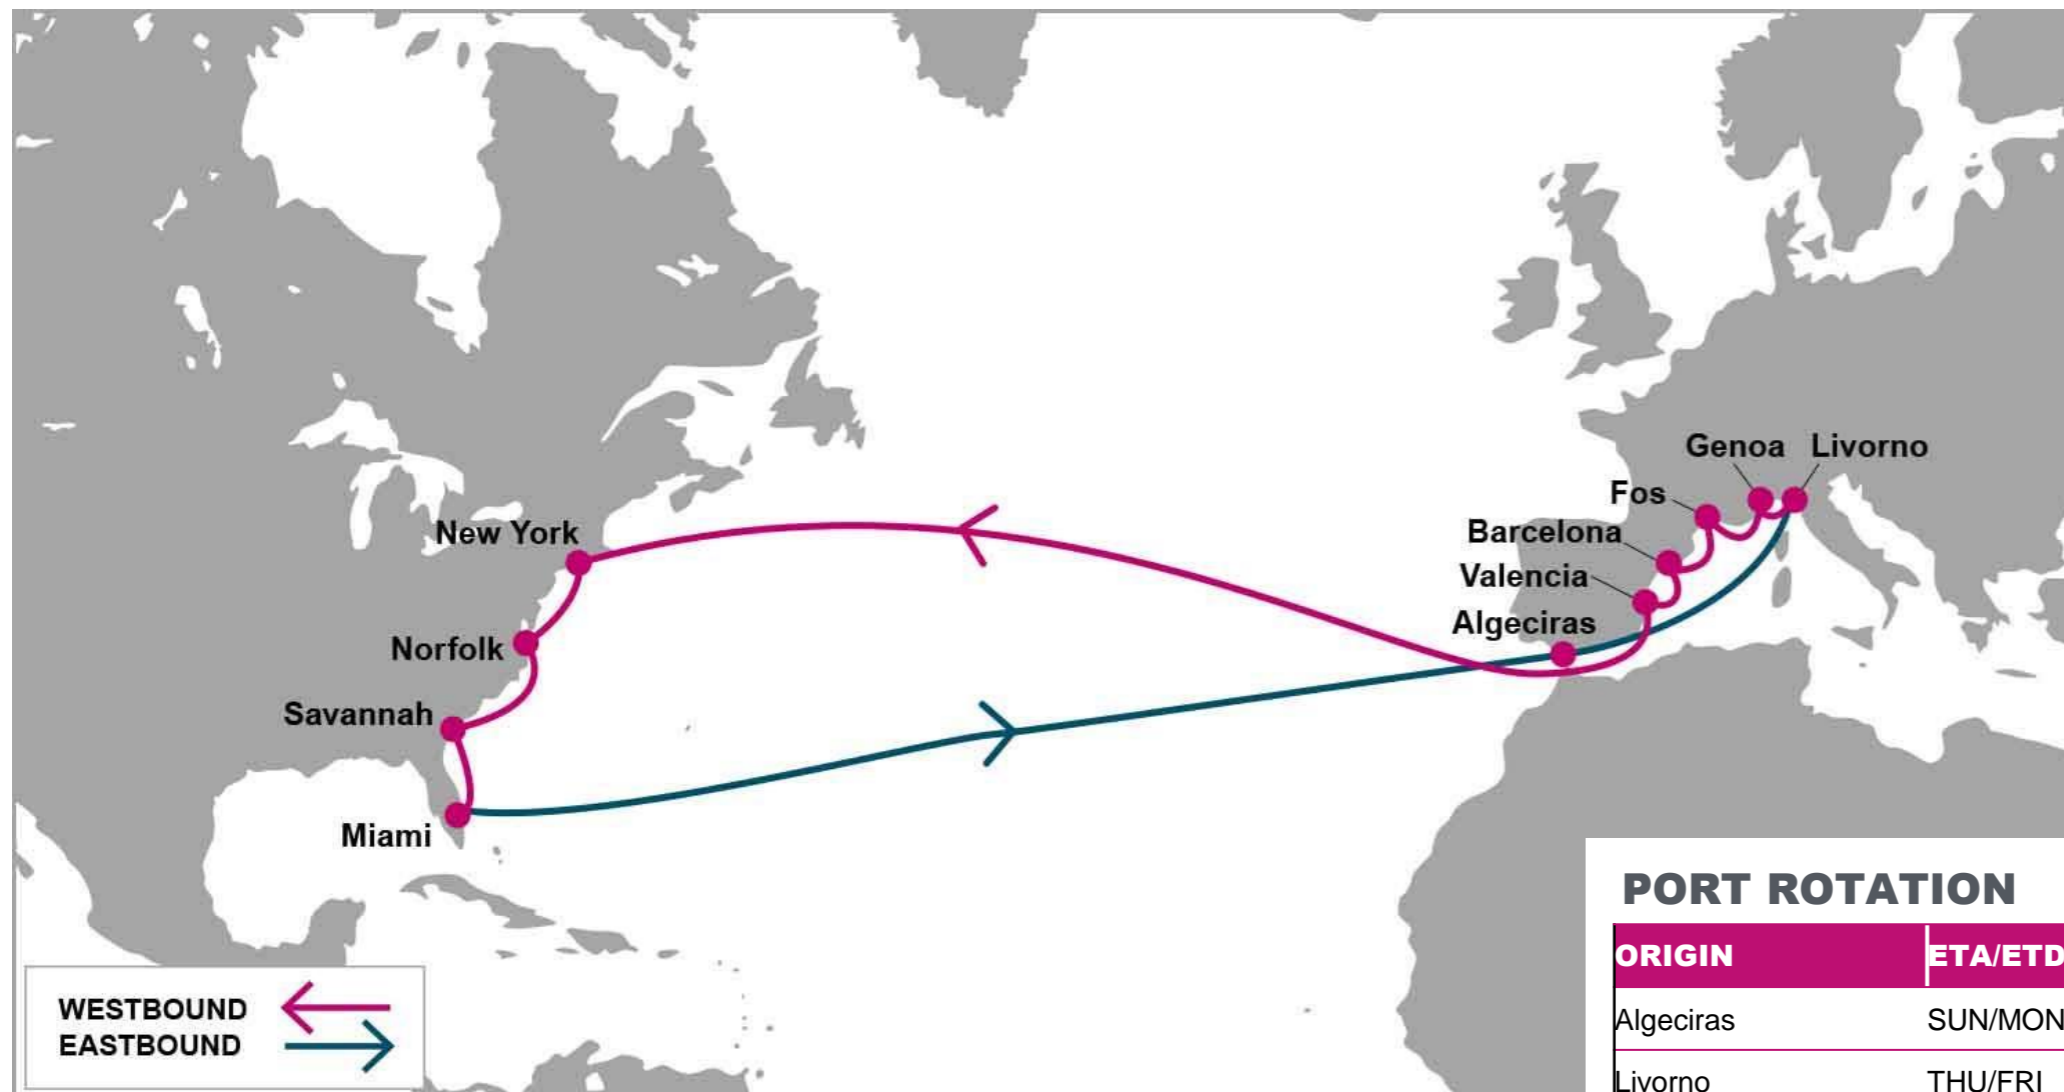 Genoa Livorno
Fos
Barcelona
Valencia
Algeciras
New York
Norfolk
Savannah
Miami
WESTBOUND
EASTBOUND
PORT ROTATION
ORIGIN ETA/ETD
Algeciras SUN/MON
Livorno THU/FRI